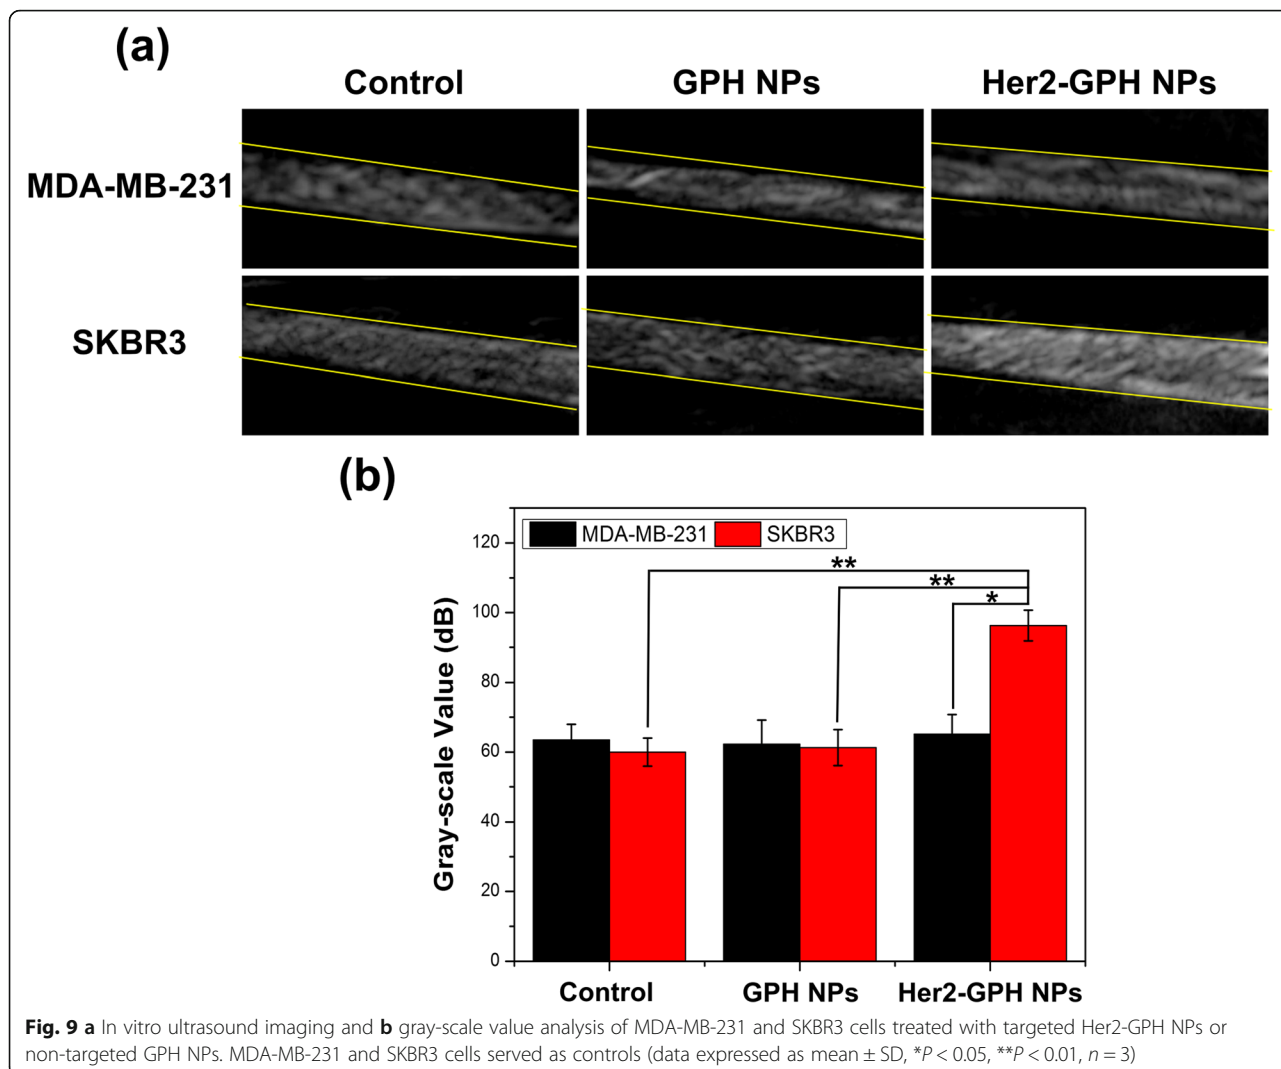 (a)
Control GPH NPs Her2-GPH NPs
MDA-MB-231
SKBR3
(b)
MDA-MB-231 SKBR3
120
100
80
60
40
20
0
Gray-scale Value (dB)
**
**
*
Control GPH NPs Her2-GPH NPs
Fig. 9 a In vitro ultrasound imaging and b gray-scale value analysis of MDA-MB-231 and SKBR3 cells treated with targeted Her2-GPH NPs or
non-targeted GPH NPs. MDA-MB-231 and SKBR3 cells served as controls (data expressed as mean ± SD, *P < 0.05, **P < 0.01, n = 3)